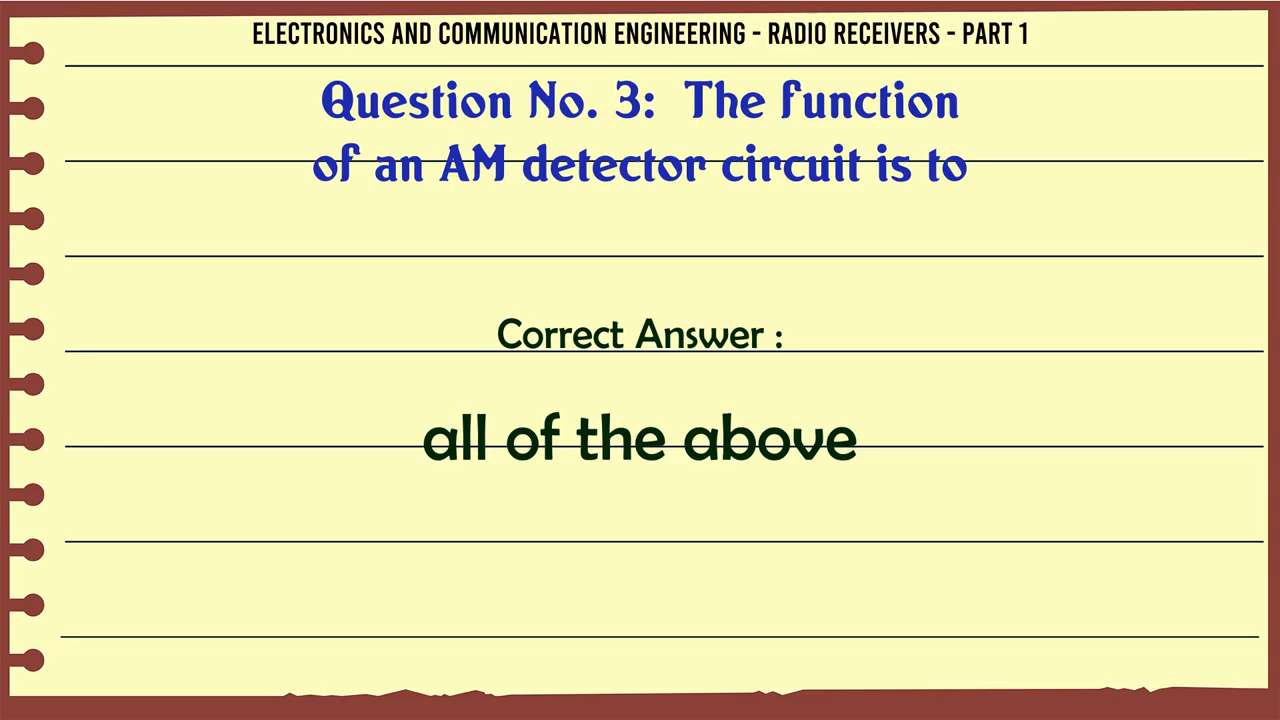 ELECTRONICS AND COMMUNICATION ENGINEERING - RADIO RECEIVERS - PART 1
Question No. 3: The function
of an AM detector circuit is to
Correct Answer :
all of the above